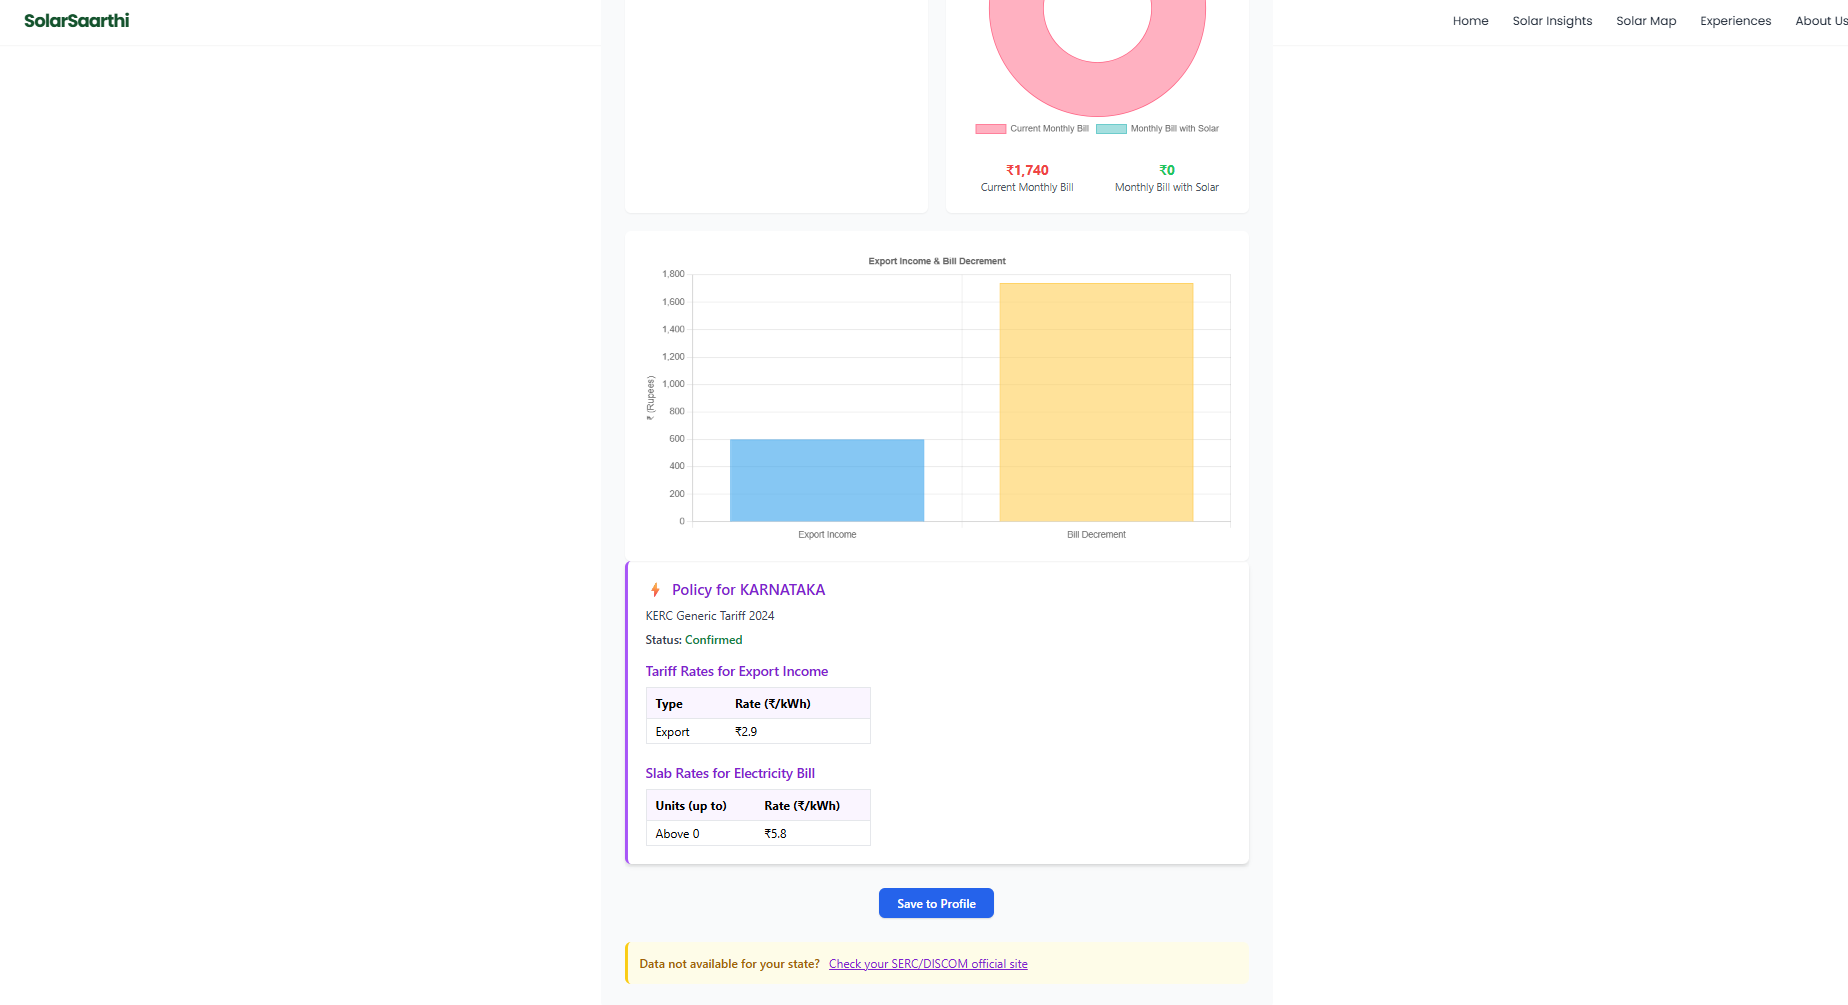 SolarSaarthi
Home Solar Insights Solar Map Experiences About Us
Current Monthly Bill Monthly Bill with Solar
₹1,740 ₹0
Current Monthly Bill Monthly Bill with Solar
Export Income & Bill Decrement
1,800
1,600
1,400
1,200
1,000
800
600
400
200
0
₹ (Rupees)
Export Income Bill Decrement
Policy for KARNATAKA
KERC Generic Tariff 2024
Status: Confirmed
Tariff Rates for Export Income
Type Rate (₹/kWh)
Export ₹2.9
Slab Rates for Electricity Bill
Units (up to) Rate (₹/kWh)
Above 0 ₹5.8
Save to Profile
Data not available for your state? Check your SERC/DISCOM official site